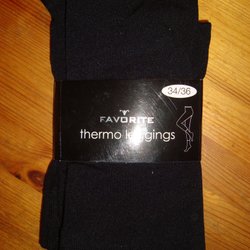 34/36
FAVORITE
thermo leggings